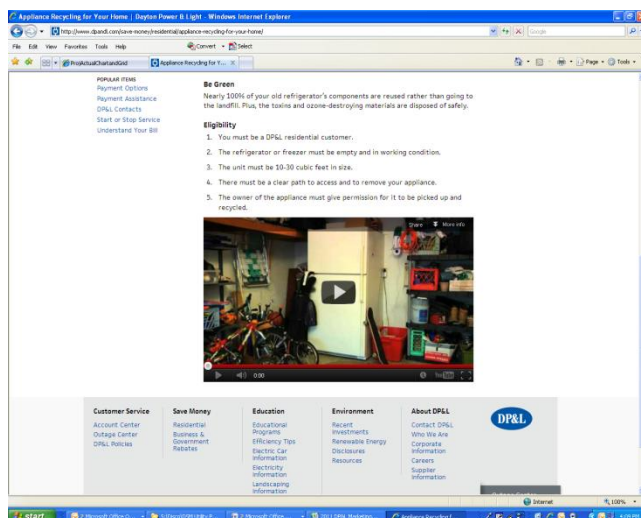 Appliance Recycling for Your Home | Dayton Power & Light - Windows Internet Explorer
http://www.dpandl.com/save-money/residential/appliance-recycling-for-your-home/
Google
File Edit View Favorites Tools Help
Convert Select
ProjActualChartandGrid
Appliance Recycling for Y...
Page Tools
POPULAR ITEMS
Payment Options
Payment Assistance
DP&L Contacts
Start or Stop Service
Understand Your Bill
Be Green
Nearly 100% of your old refrigerator's components are reused rather than going to
the landfill. Plus, the toxins and ozone-destroying materials are disposed of safely.
Eligibility
1. You must be a DP&L residential customer.
2. The refrigerator or freezer must be empty and in working condition.
3. The unit must be 10-30 cubic feet in size.
4. There must be a clear path to access and to remove your appliance.
5. The owner of the appliance must give permission for it to be picked up and
recycled.
Share More info
0:00
YouTube
Customer Service
Account Center
Outage Center
DP&L Policies
Save Money
Residential
Business &
Government
Rebates
Education
Educational
Programs
Efficiency Tips
Electric Car
Information
Electricity
Information
Landscaping
Information
Environment
Recent
Investments
Renewable Energy
Disclosures
Resources
About DP&L
Contact DP&L
Who We Are
Corporate
Information
Careers
Supplier
Information
DP&L
Internet
100%
start
2 Microsoft Office O...
Appliance Recycling f...